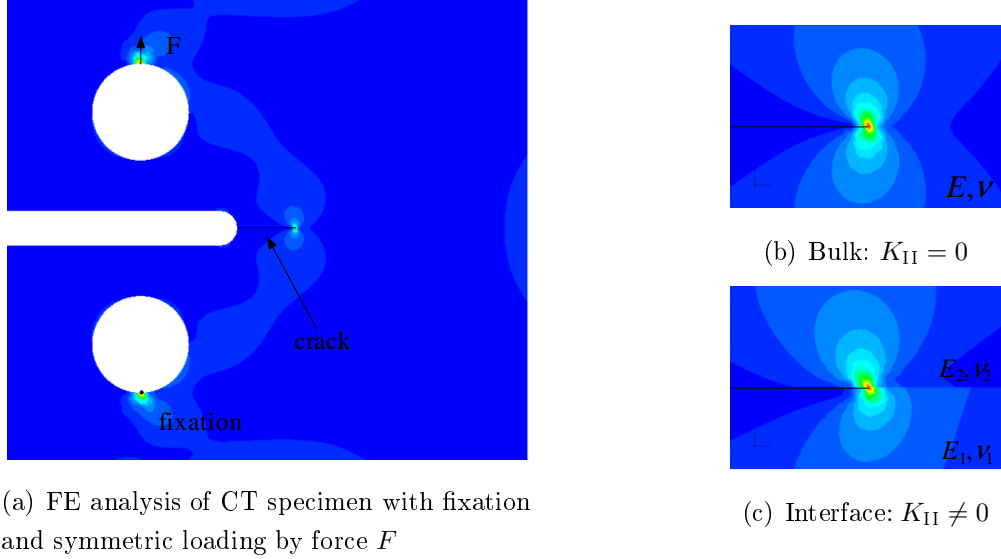 F
crack
fixation
(a) FE analysis of CT specimen with fixation
and symmetric loading by force F
E, ν
(b) Bulk: K_II = 0
E₂, ν₂
E₁, ν₁
(c) Interface: K_II ≠ 0